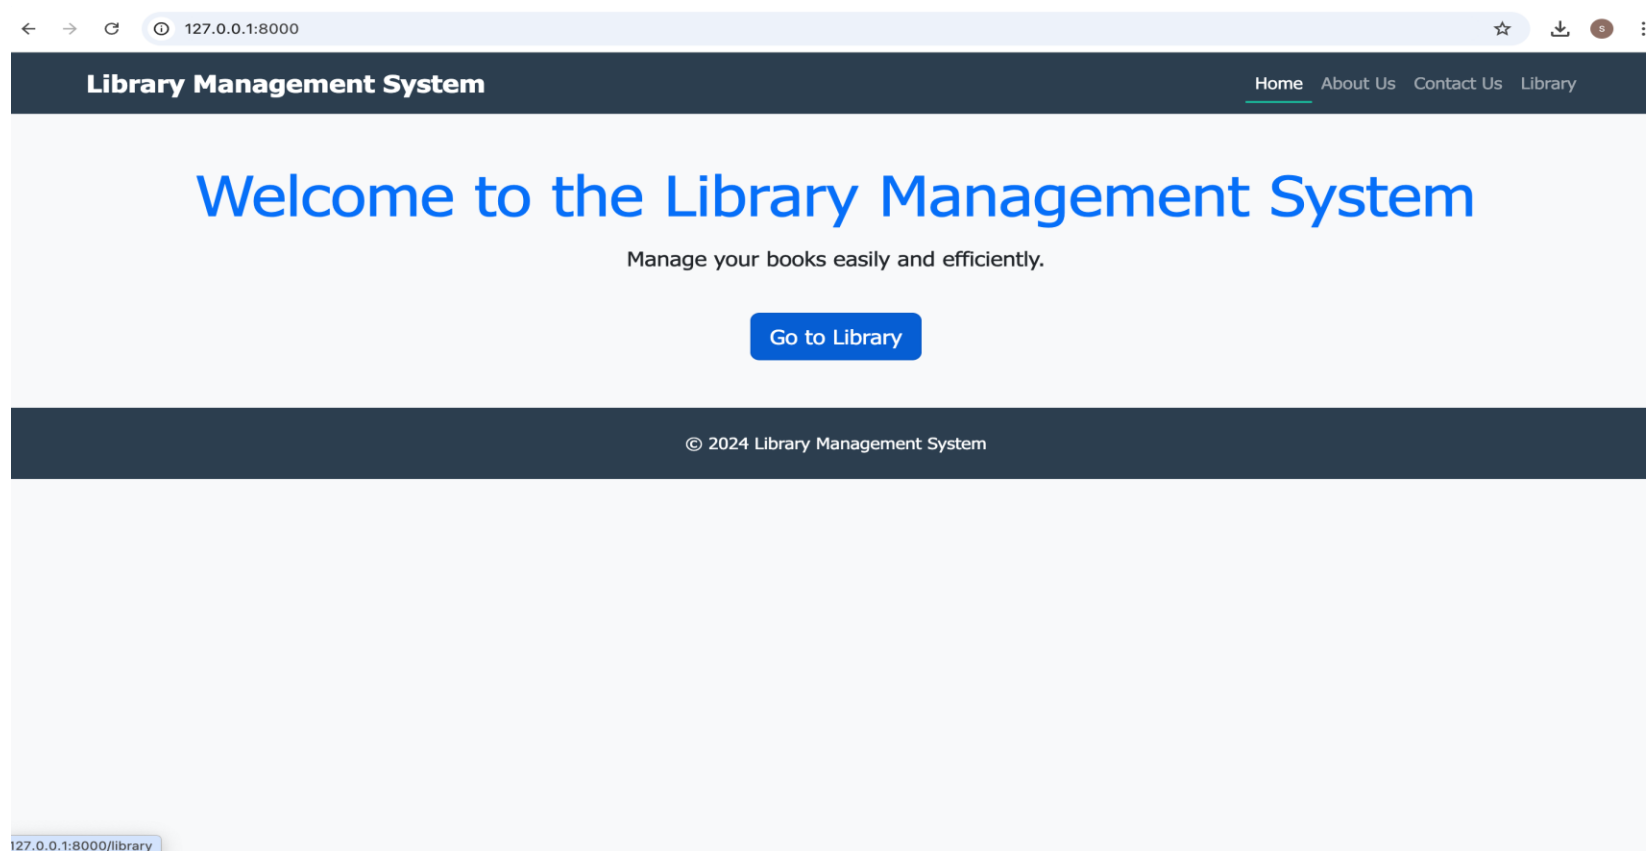 127.0.0.1:8000
Library Management System
Home About Us Contact Us Library
Welcome to the Library Management System
Manage your books easily and efficiently.
Go to Library
© 2024 Library Management System
127.0.0.1:8000/library